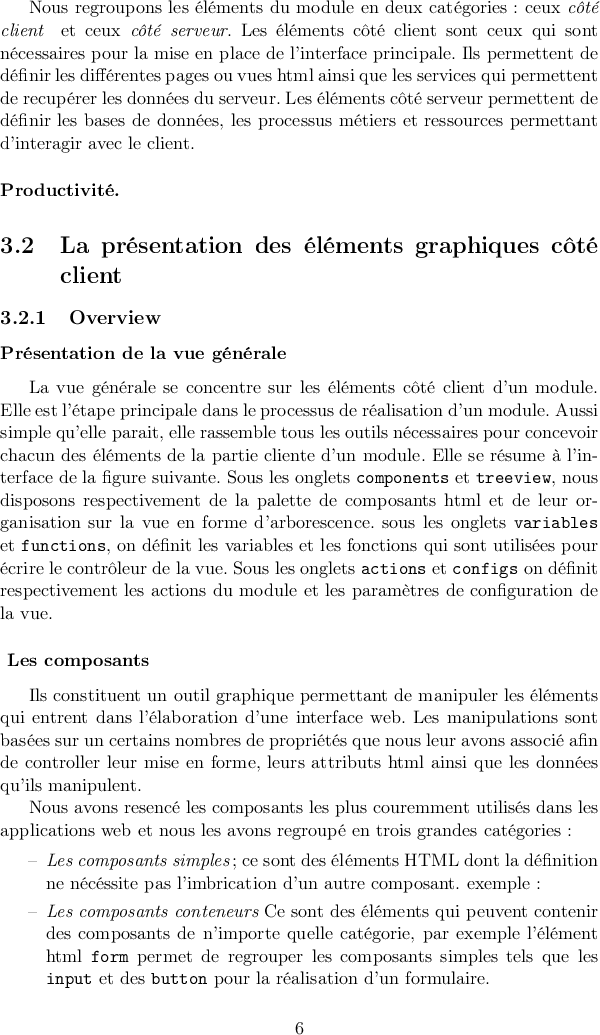 Nous regroupons les éléments du module en deux catégories : ceux côté
client et ceux côté serveur. Les éléments côté client sont ceux qui sont
nécessaires pour la mise en place de l'interface principale. Ils permettent de
définir les différentes pages ou vues html ainsi que les services qui permettent
de recupérer les données du serveur. Les éléments côté serveur permettent de
définir les bases de données, les processus métiers et ressources permettant
d'interagir avec le client.
Productivité.
3.2 La présentation des éléments graphiques côté
client
3.2.1 Overview
Présentation de la vue générale
La vue générale se concentre sur les éléments côté client d'un module.
Elle est l'étape principale dans le processus de réalisation d'un module. Aussi
simple qu'elle parait, elle rassemble tous les outils nécessaires pour concevoir
chacun des éléments de la partie cliente d'un module. Elle se résume à l'in-
terface de la figure suivante. Sous les onglets components et treeview, nous
disposons respectivement de la palette de composants html et de leur or-
ganisation sur la vue en forme d'arborescence. sous les onglets variables
et functions, on définit les variables et les fonctions qui sont utilisées pour
écrire le contrôleur de la vue. Sous les onglets actions et configs on définit
respectivement les actions du module et les paramètres de configuration de
la vue.
Les composants
Ils constituent un outil graphique permettant de manipuler les éléments
qui entrent dans l'élaboration d'une interface web. Les manipulations sont
basées sur un certains nombres de propriétés que nous leur avons associé afin
de controller leur mise en forme, leurs attributs html ainsi que les données
qu'ils manipulent.
Nous avons resencé les composants les plus couremment utilisés dans les
applications web et nous les avons regroupé en trois grandes catégories :
– Les composants simples ; ce sont des éléments HTML dont la définition
ne nécéssite pas l'imbrication d'un autre composant. exemple :
– Les composants conteneurs Ce sont des éléments qui peuvent contenir
des composants de n'importe quelle catégorie, par exemple l'élément
html form permet de regrouper les composants simples tels que les
input et des button pour la réalisation d'un formulaire.
6